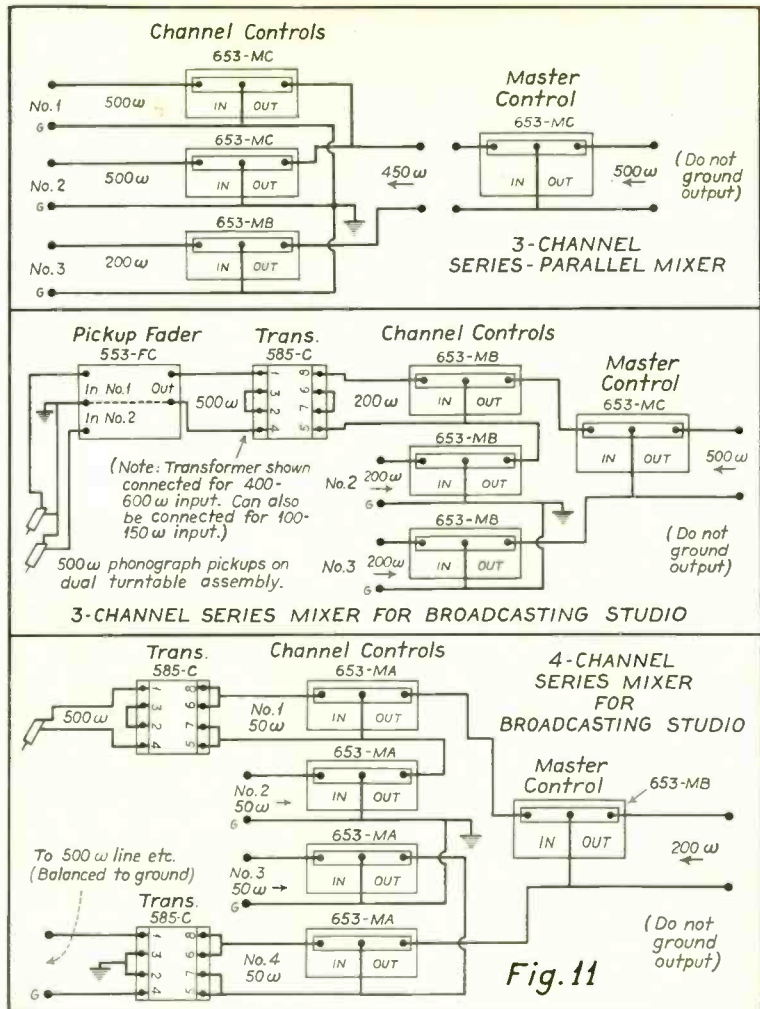 Channel Controls
653-MC
No.1
500ω
IN OUT
G
653-MC
No.2
500ω
IN OUT
G
653-MB
No.3
200ω
IN OUT
G
450ω
Master
Control
653-MC
IN OUT
500ω
(Do not
ground
output)
3-CHANNEL
SERIES-PARALLEL MIXER
Pickup Fader
553-FC
In No.1 Out
In No.2
Trans.
585-C
1 8
3 6
2 7
4 5
500ω
200ω
(Note: Transformer shown
connected for 400-
600ω input. Can also
be connected for 100-
150ω input.)
500ω phonograph pickups on
dual turntable assembly.
Channel Controls
653-MB
IN OUT
653-MB
No.2
200ω
IN OUT
G
653-MB
No.3
200ω
IN OUT
G
Master
Control
653-MC
IN OUT
500ω
(Do not
ground
output)
3-CHANNEL SERIES MIXER FOR BROADCASTING STUDIO
Trans.
585-C
500ω
1 8
3 6
2 7
4 5
Channel Controls
653-MA
No.1
50ω
IN OUT
653-MA
No.2
50ω
IN OUT
G
653-MA
No.3
50ω
IN OUT
G
653-MA
No.4
50ω
IN OUT
To 500ω line etc.
(Balanced to ground)
Trans.
585-C
1 8
3 6
2 7
4 5
G
4-CHANNEL
SERIES MIXER
FOR
BROADCASTING STUDIO
Master
Control
653-MB
IN OUT
200ω
(Do not
ground
output)
Fig.11